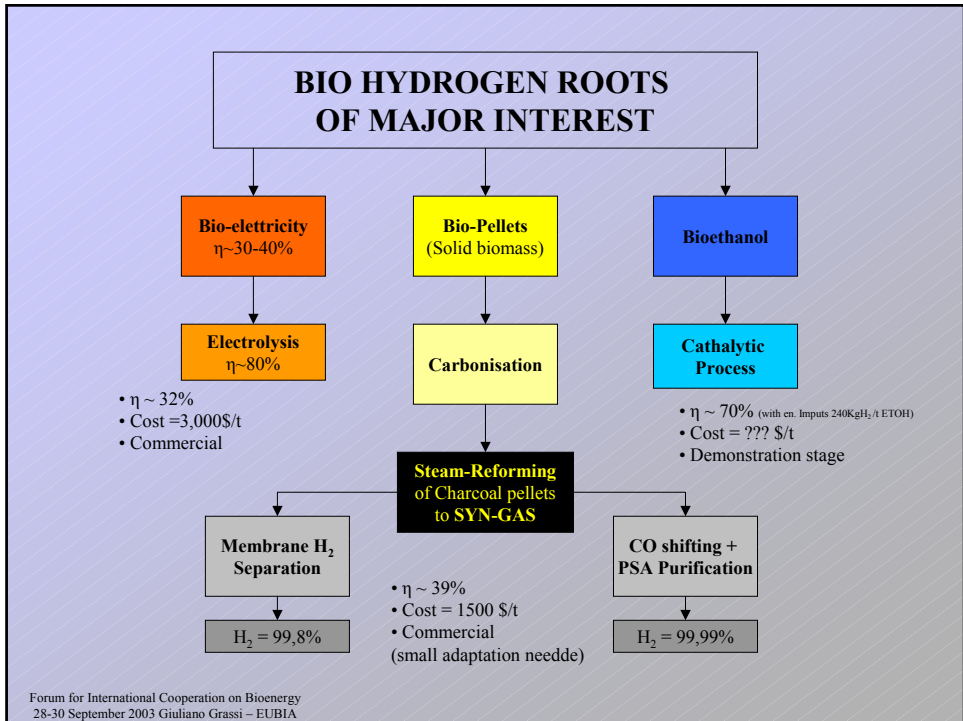 BIO HYDROGEN ROOTS
OF MAJOR INTEREST
Bio-elettricity
η~30-40%
Bio-Pellets
(Solid biomass)
Bioethanol
Electrolysis
η~80%
Carbonisation
Cathalytic
Process
• η ~ 32%
• Cost =3,000$/t
• Commercial
• η ~ 70% (with en. Imputs 240KgH₂/t ETOH)
• Cost = ??? $/t
• Demonstration stage
Steam-Reforming
of Charcoal pellets
to SYN-GAS
Membrane H₂
Separation
CO shifting +
PSA Purification
• η ~ 39%
• Cost = 1500 $/t
• Commercial
(small adaptation needde)
H₂ = 99,8%
H₂ = 99,99%
Forum for International Cooperation on Bioenergy
28-30 September 2003 Giuliano Grassi – EUBIA